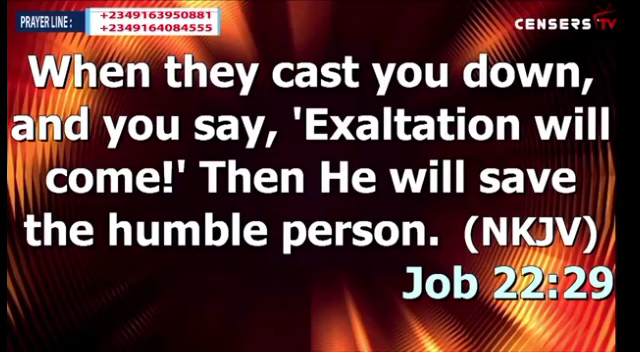 PRAYER LINE :
+2349163950881
+2349164084555
CENSERS TV
When they cast you down,
and you say, 'Exaltation will
come!' Then He will save
the humble person. (NKJV)
Job 22:29